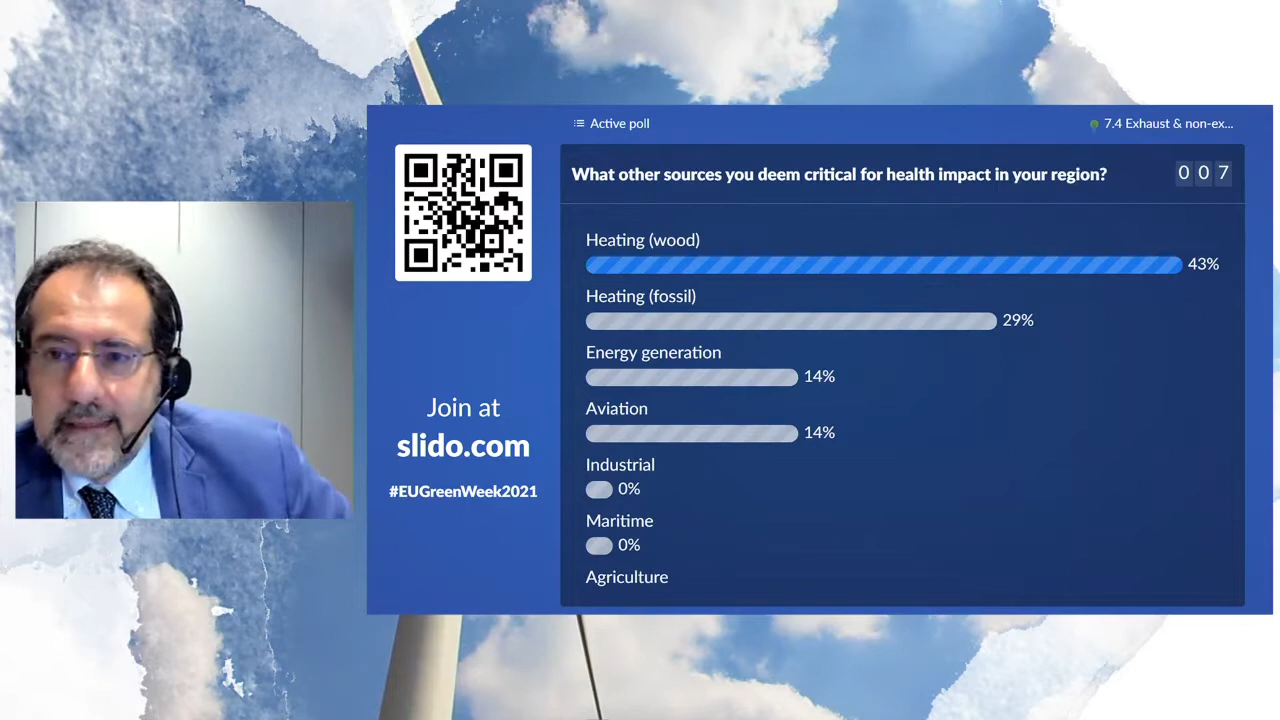 Active poll
7.4 Exhaust & non-ex...
What other sources you deem critical for health impact in your region?
0 0 7
Heating (wood)
43%
Heating (fossil)
29%
Energy generation
14%
Aviation
14%
Industrial
0%
Maritime
0%
Agriculture
Join at
slido.com
#EUGreenWeek2021